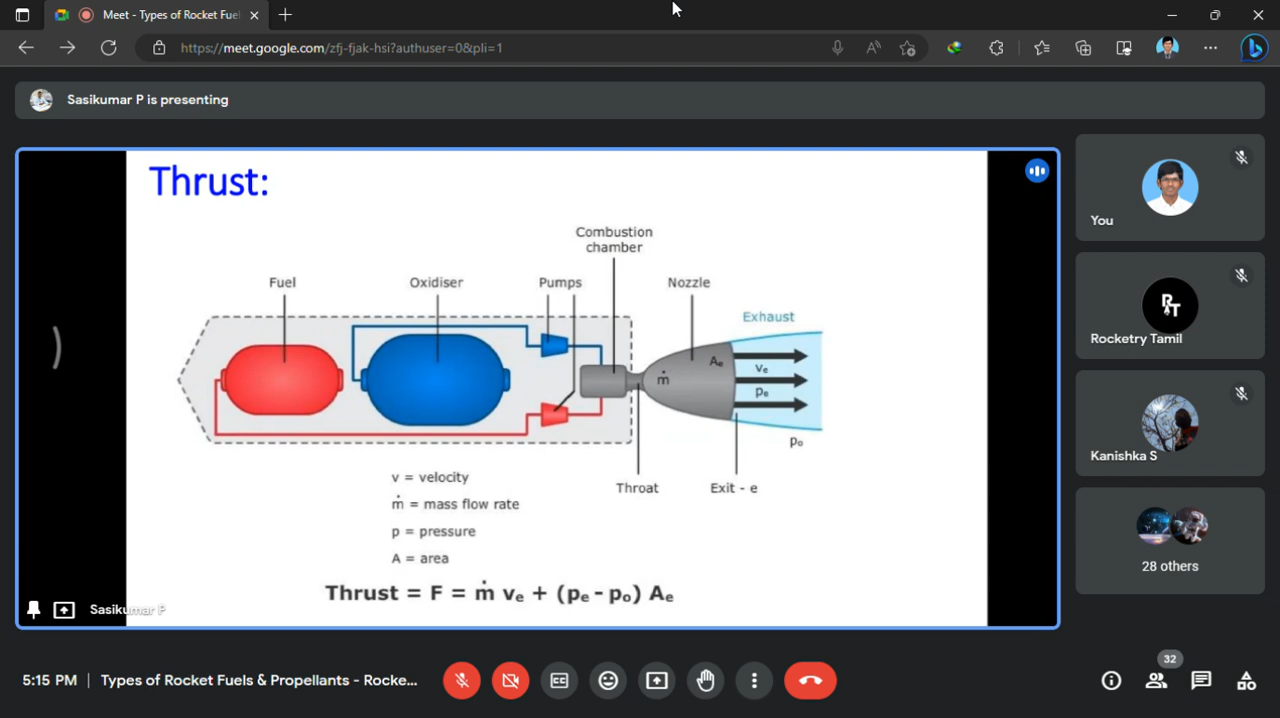 Meet - Types of Rocket Fuel
https://meet.google.com/zfj-fjak-hsi?authuser=0&pli=1
Sasikumar P is presenting
Thrust:
Combustion
chamber
Fuel
Oxidiser
Pumps
Nozzle
Exhaust
Aₑ
ṁ
vₑ
pₑ
pₒ
Throat
Exit - e
v = velocity
ṁ = mass flow rate
p = pressure
A = area
Thrust = F = ṁ vₑ + (pₑ - pₒ) Aₑ
Sasikumar P
You
RT
Rocketry Tamil
Kanishka S
28 others
5:15 PM | Types of Rocket Fuels & Propellants - Rocke...
CC
32